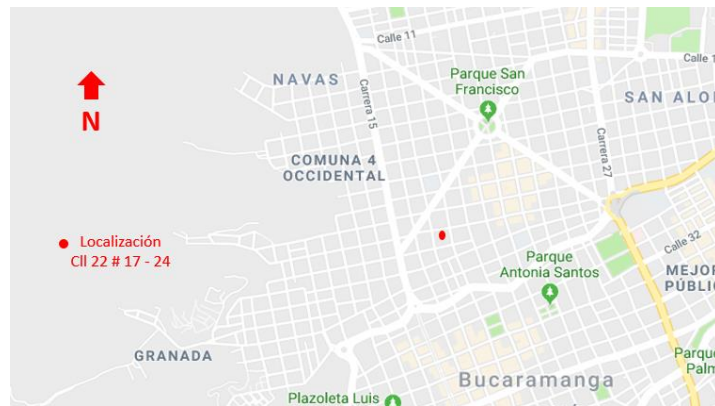 Calle 11
Parque San
Francisco
Calle 1
NAVAS
N
Carrera 15
SAN ALO
Carrera 27
COMUNA 4
OCCIDENTAL
Localización
Cll 22 # 17 - 24
Calle 32
Parque
Antonia Santos
MEJOR
PÚBLIC
GRANADA
Parque
Palm
Bucaramanga
Plazoleta Luis